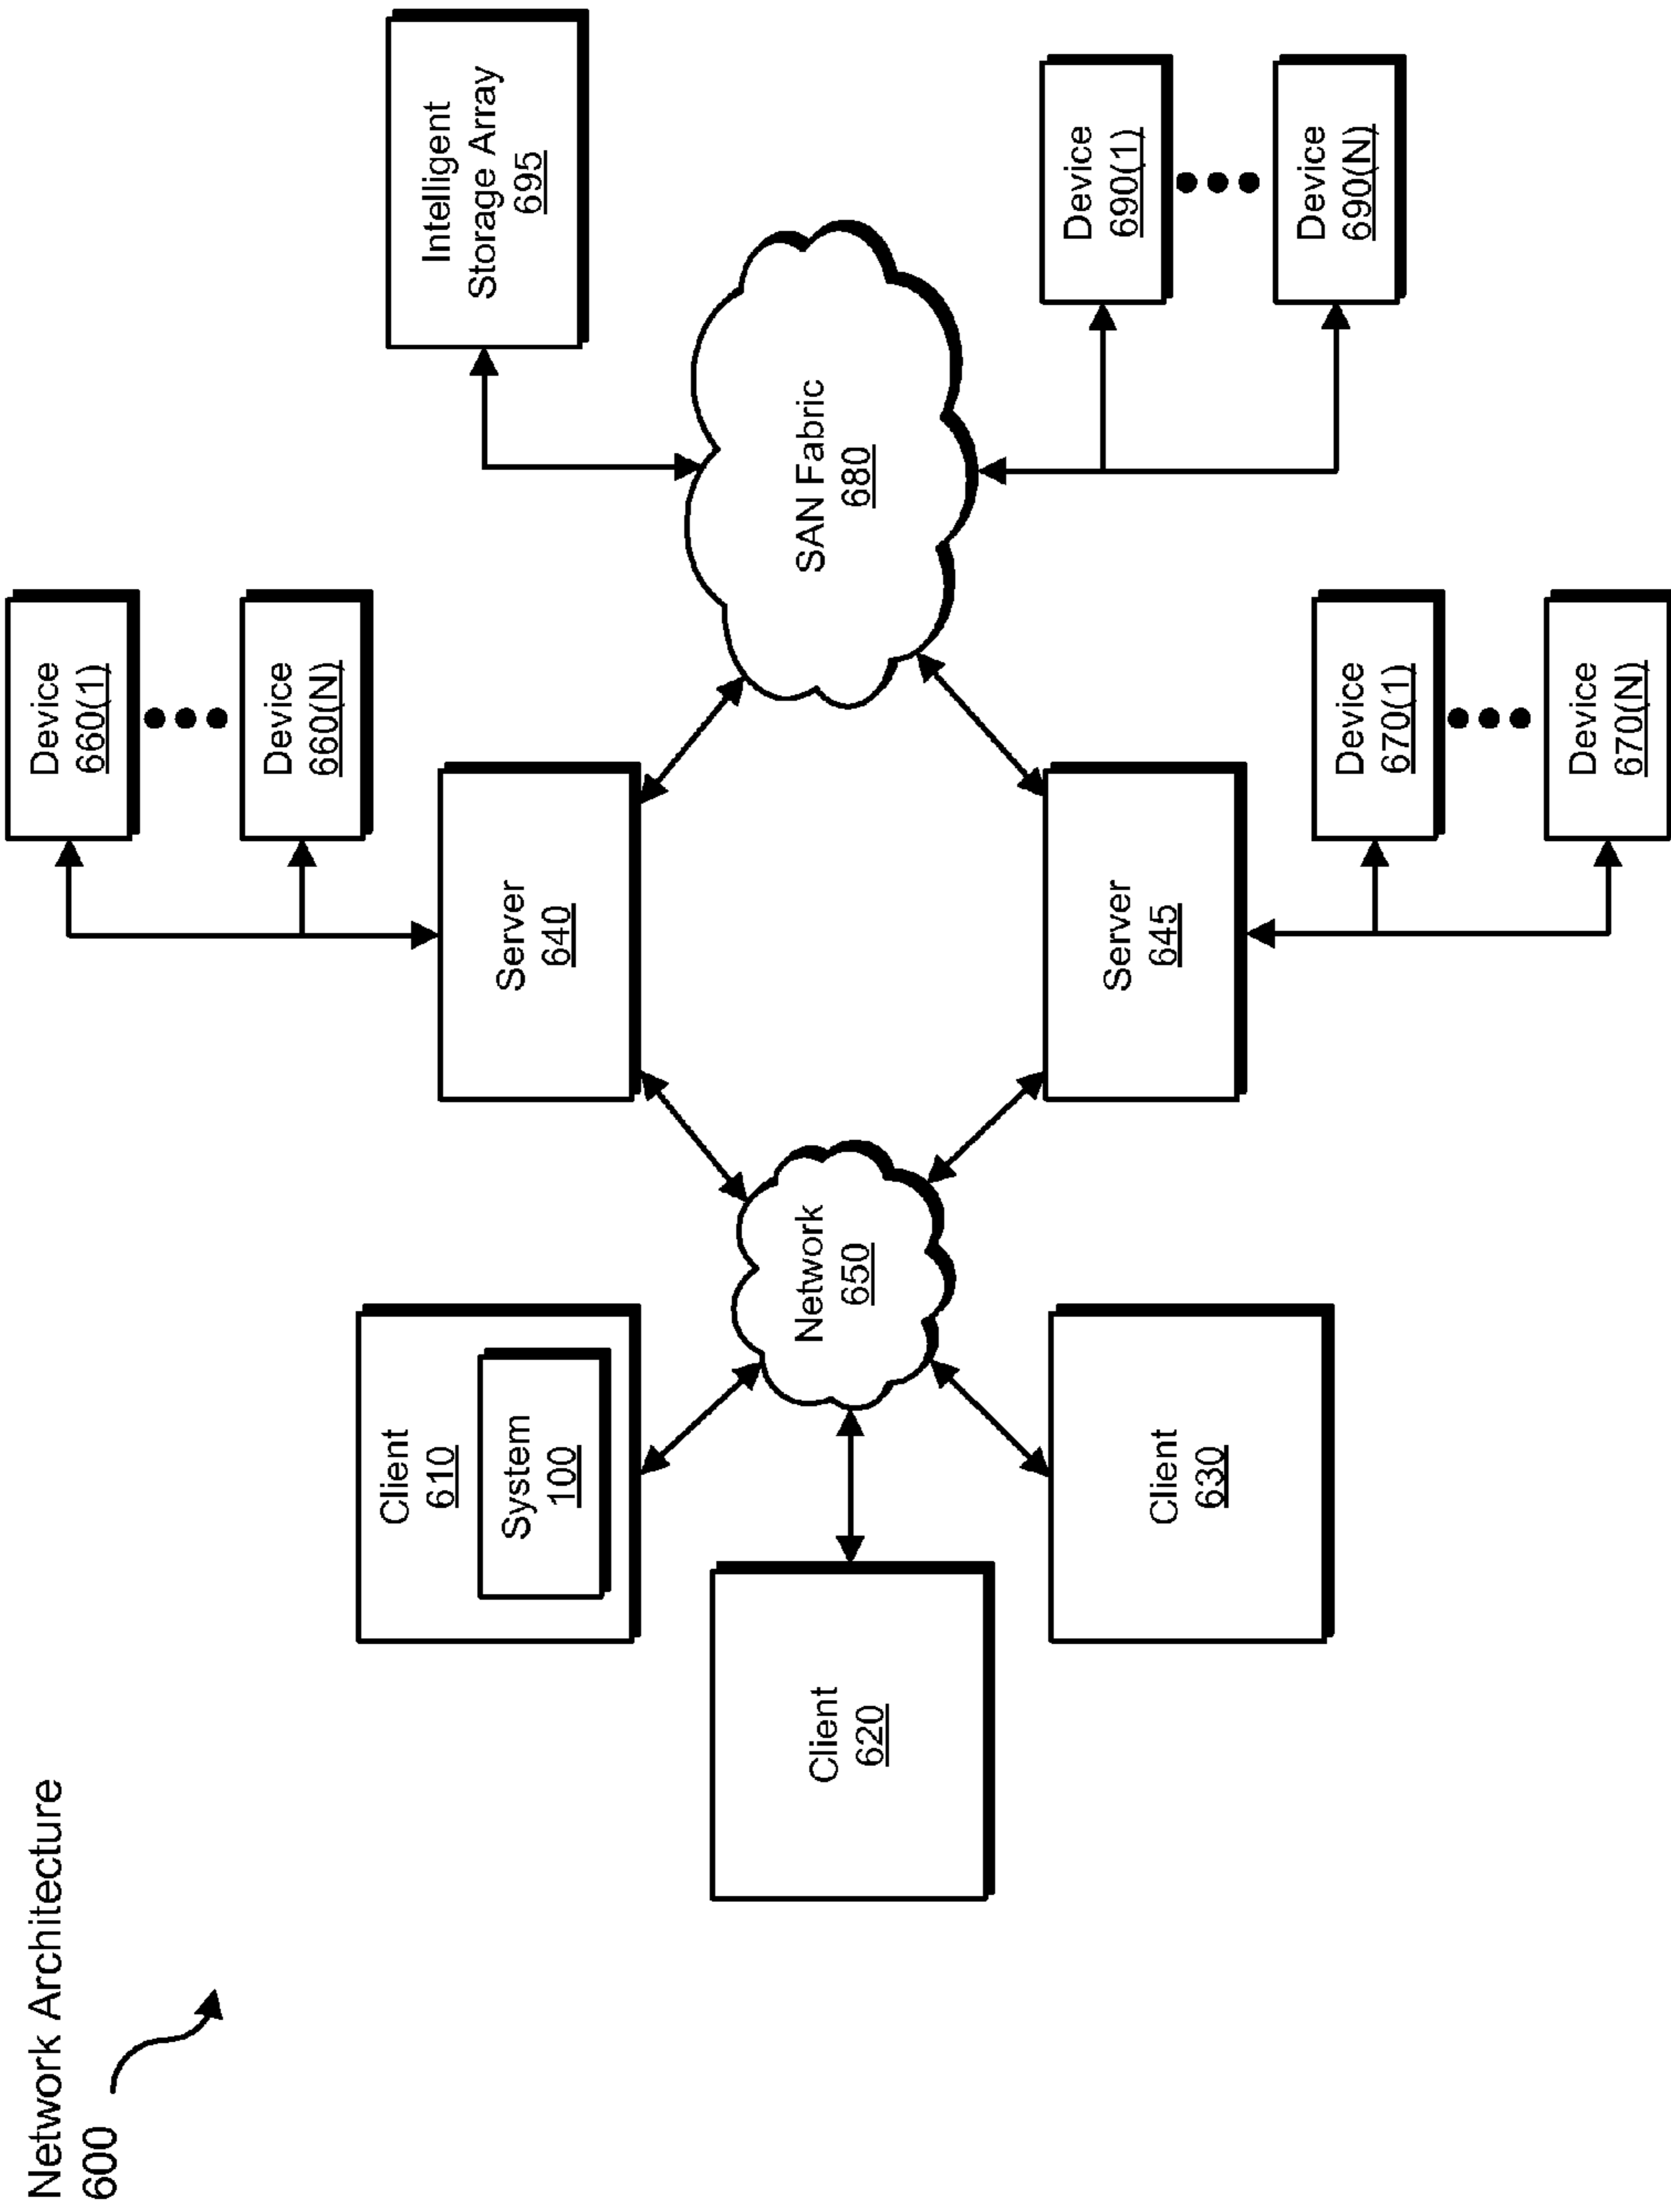 Network Architecture
600
Device
660(1)
Device
660(N)
Intelligent
Storage Array
695
Client
610
System
100
Server
640
Client
620
Network
650
SAN Fabric
680
Client
630
Server
645
Device
690(1)
Device
690(N)
Device
670(1)
Device
670(N)